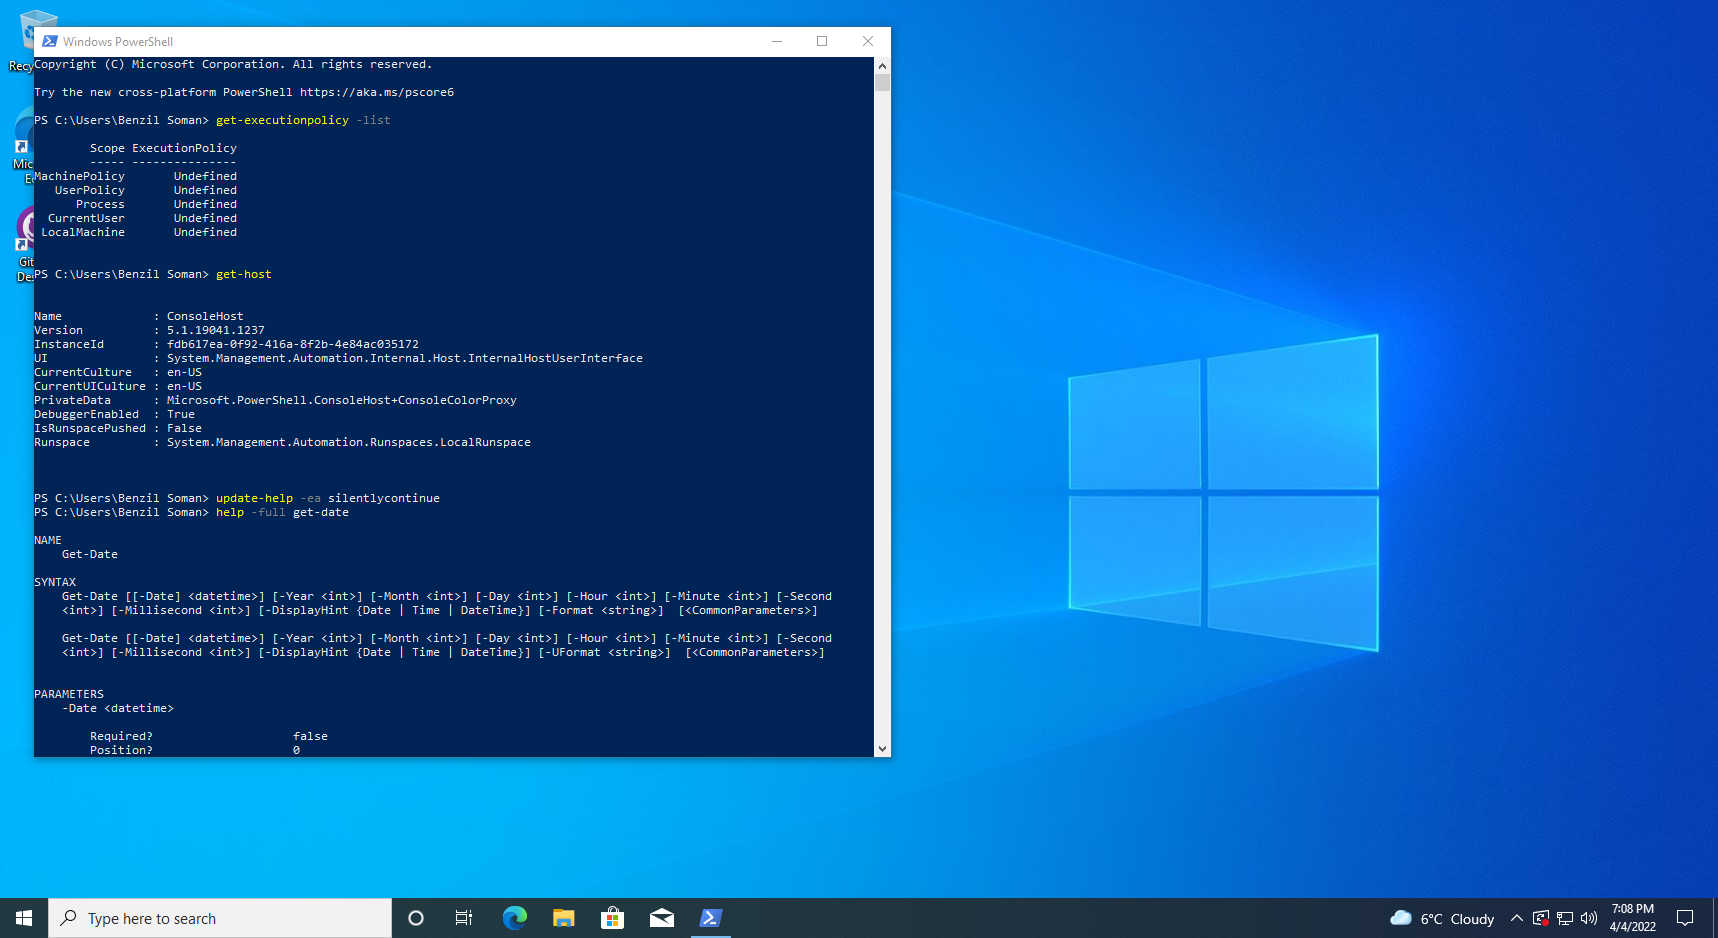 Windows PowerShell
Copyright (C) Microsoft Corporation. All rights reserved.
Try the new cross-platform PowerShell https://aka.ms/pscore6
PS C:\Users\Benzil Soman> get-executionpolicy -list
Scope ExecutionPolicy
----- ---------------
MachinePolicy       Undefined
UserPolicy       Undefined
Process       Undefined
CurrentUser       Undefined
LocalMachine       Undefined
PS C:\Users\Benzil Soman> get-host
Name             : ConsoleHost
Version          : 5.1.19041.1237
InstanceId       : fdb617ea-0f92-416a-8f2b-4e84ac035172
UI               : System.Management.Automation.Internal.Host.InternalHostUserInterface
CurrentCulture   : en-US
CurrentUICulture : en-US
PrivateData      : Microsoft.PowerShell.ConsoleHost+ConsoleColorProxy
DebuggerEnabled  : True
IsRunspacePushed : False
Runspace         : System.Management.Automation.Runspaces.LocalRunspace
PS C:\Users\Benzil Soman> update-help -ea silentlycontinue
PS C:\Users\Benzil Soman> help -full get-date
NAME
Get-Date
SYNTAX
Get-Date [[-Date] <datetime>] [-Year <int>] [-Month <int>] [-Day <int>] [-Hour <int>] [-Minute <int>] [-Second
<int>] [-Millisecond <int>] [-DisplayHint {Date | Time | DateTime}] [-Format <string>]  [<CommonParameters>]
Get-Date [[-Date] <datetime>] [-Year <int>] [-Month <int>] [-Day <int>] [-Hour <int>] [-Minute <int>] [-Second
<int>] [-Millisecond <int>] [-DisplayHint {Date | Time | DateTime}] [-UFormat <string>]  [<CommonParameters>]
PARAMETERS
-Date <datetime>
Required?                    false
Position?                    0
Recy
Mic
E
Git
Des
Type here to search
6°C Cloudy
7:08 PM
4/4/2022